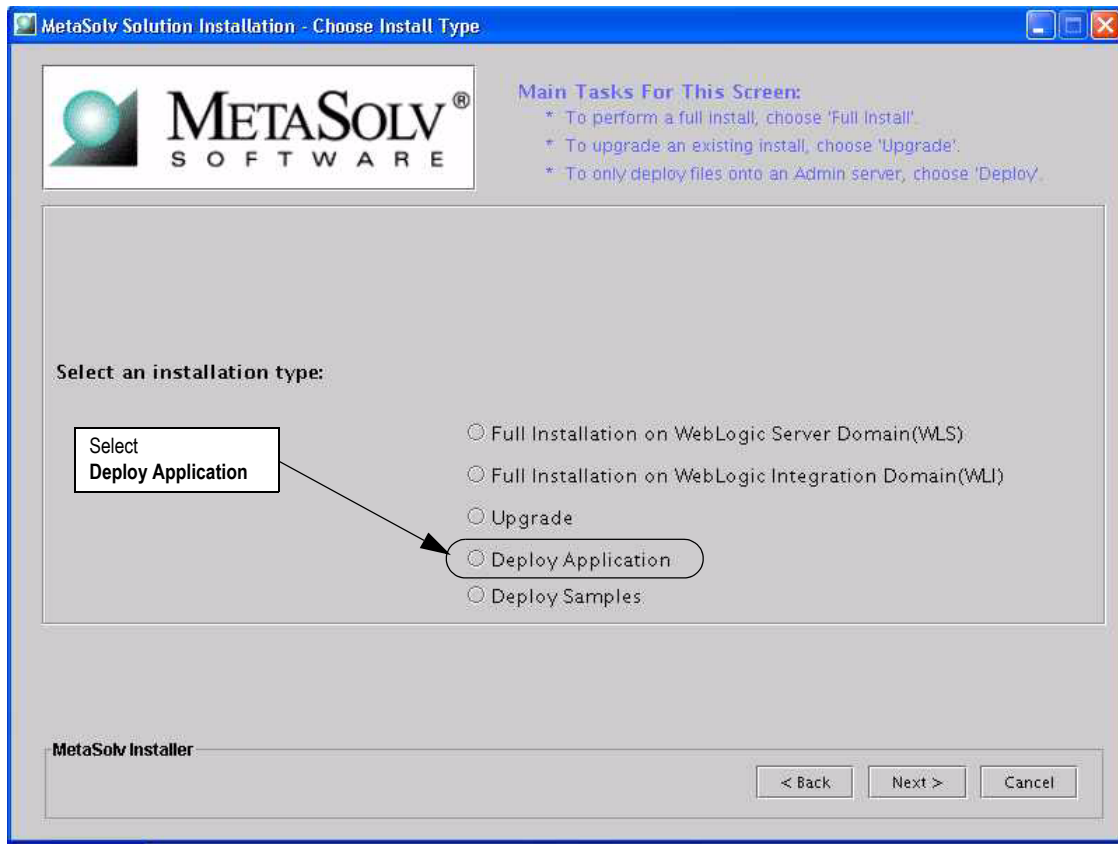 MetaSolv Solution Installation - Choose Install Type
METASOLV®
SOFTWARE
Main Tasks For This Screen:
* To perform a full install, choose 'Full Install'.
* To upgrade an existing install, choose 'Upgrade'.
* To only deploy files onto an Admin server, choose 'Deploy'.
Select an installation type:
Select
Deploy Application
Full Installation on WebLogic Server Domain(WLS)
Full Installation on WebLogic Integration Domain(WLI)
Upgrade
Deploy Application
Deploy Samples
MetaSolv Installer
< Back
Next >
Cancel